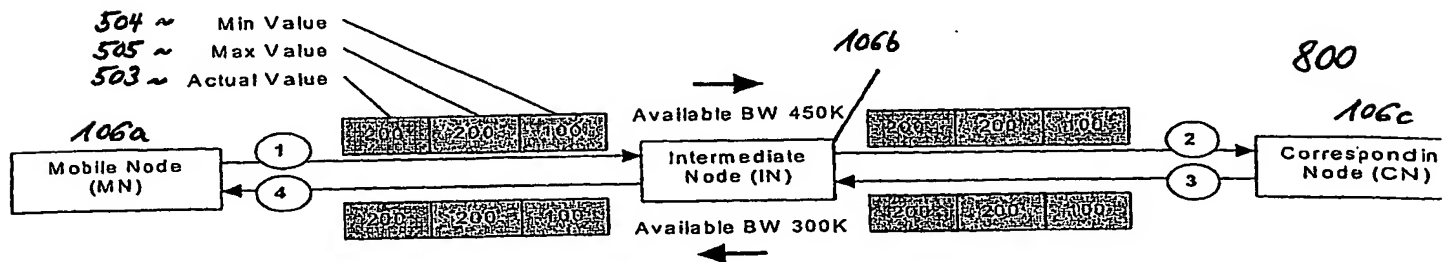 504 ~ Min Value
505 ~ Max Value
503 ~ Actual Value
106b
800
106a
106c
Available BW 450K
200 200 100
200 200 100
1
2
Mobile Node
(MN)
Intermediate
Node (IN)
Correspondin
Node (CN)
4
3
200 200 100
200 200 100
Available BW 300K